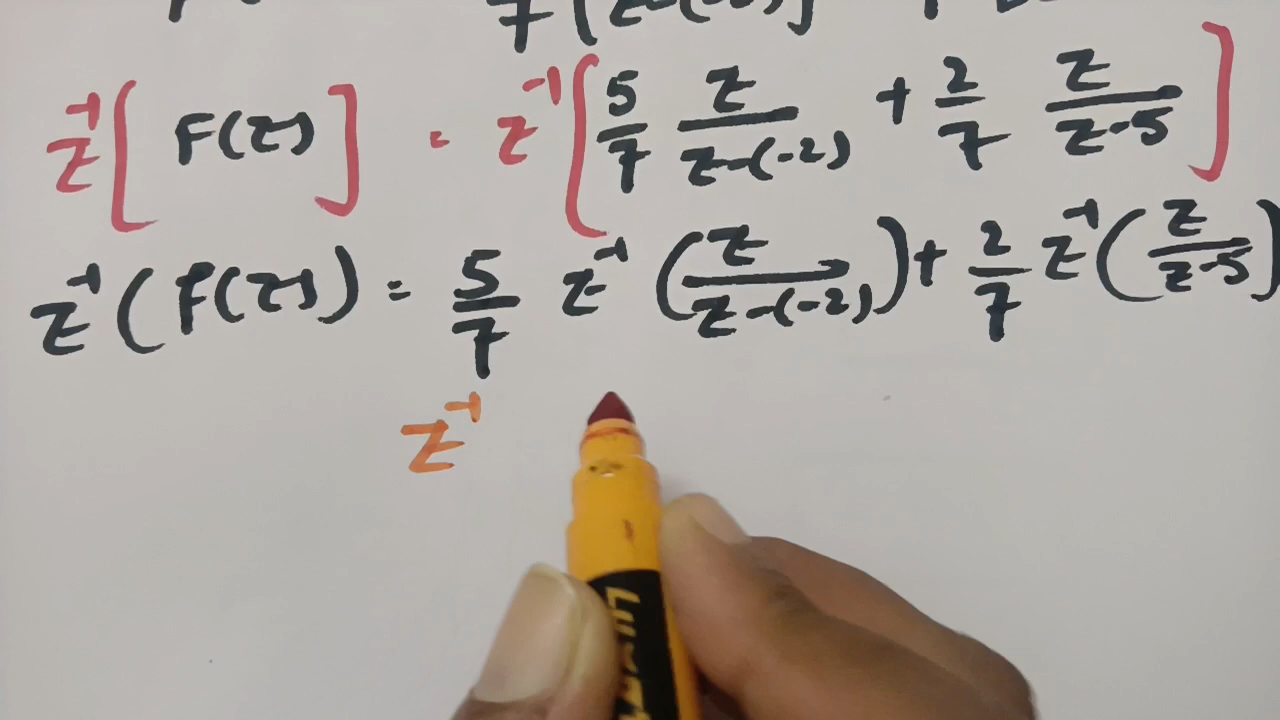 z⁻¹[F(z)] = z⁻¹[5/7 z/(z-(-2)) + 2/7 z/(z-5)]
z⁻¹(F(z)) = 5/7 z⁻¹(z/(z-(-2))) + 2/7 z⁻¹(z/(z-5))
z⁻¹